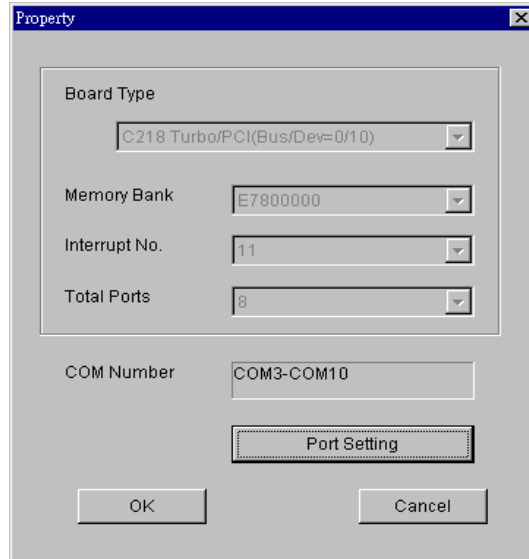 Property
Board Type
C218 Turbo/PCI(Bus/Dev=0/10)
Memory Bank E7800000
Interrupt No. 11
Total Ports 8
COM Number COM3-COM10
Port Setting
OK Cancel